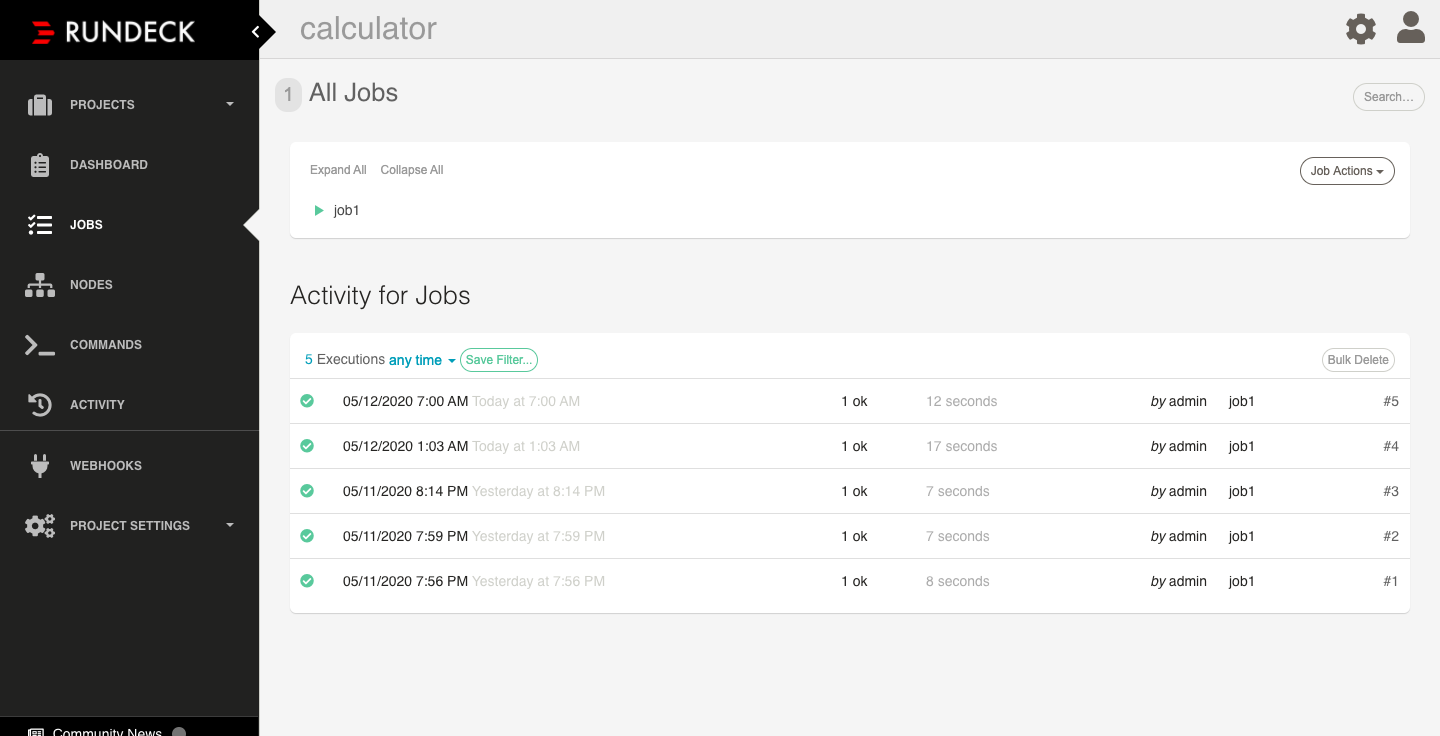 RUNDECK
calculator
PROJECTS
DASHBOARD
JOBS
NODES
COMMANDS
ACTIVITY
WEBHOOKS
PROJECT SETTINGS
Community News
1 All Jobs
Search...
Expand All Collapse All Job Actions
job1
Activity for Jobs
5 Executions any time Save Filter... Bulk Delete
05/12/2020 7:00 AM Today at 7:00 AM 1 ok 12 seconds by admin job1 #5
05/12/2020 1:03 AM Today at 1:03 AM 1 ok 17 seconds by admin job1 #4
05/11/2020 8:14 PM Yesterday at 8:14 PM 1 ok 7 seconds by admin job1 #3
05/11/2020 7:59 PM Yesterday at 7:59 PM 1 ok 7 seconds by admin job1 #2
05/11/2020 7:56 PM Yesterday at 7:56 PM 1 ok 8 seconds by admin job1 #1